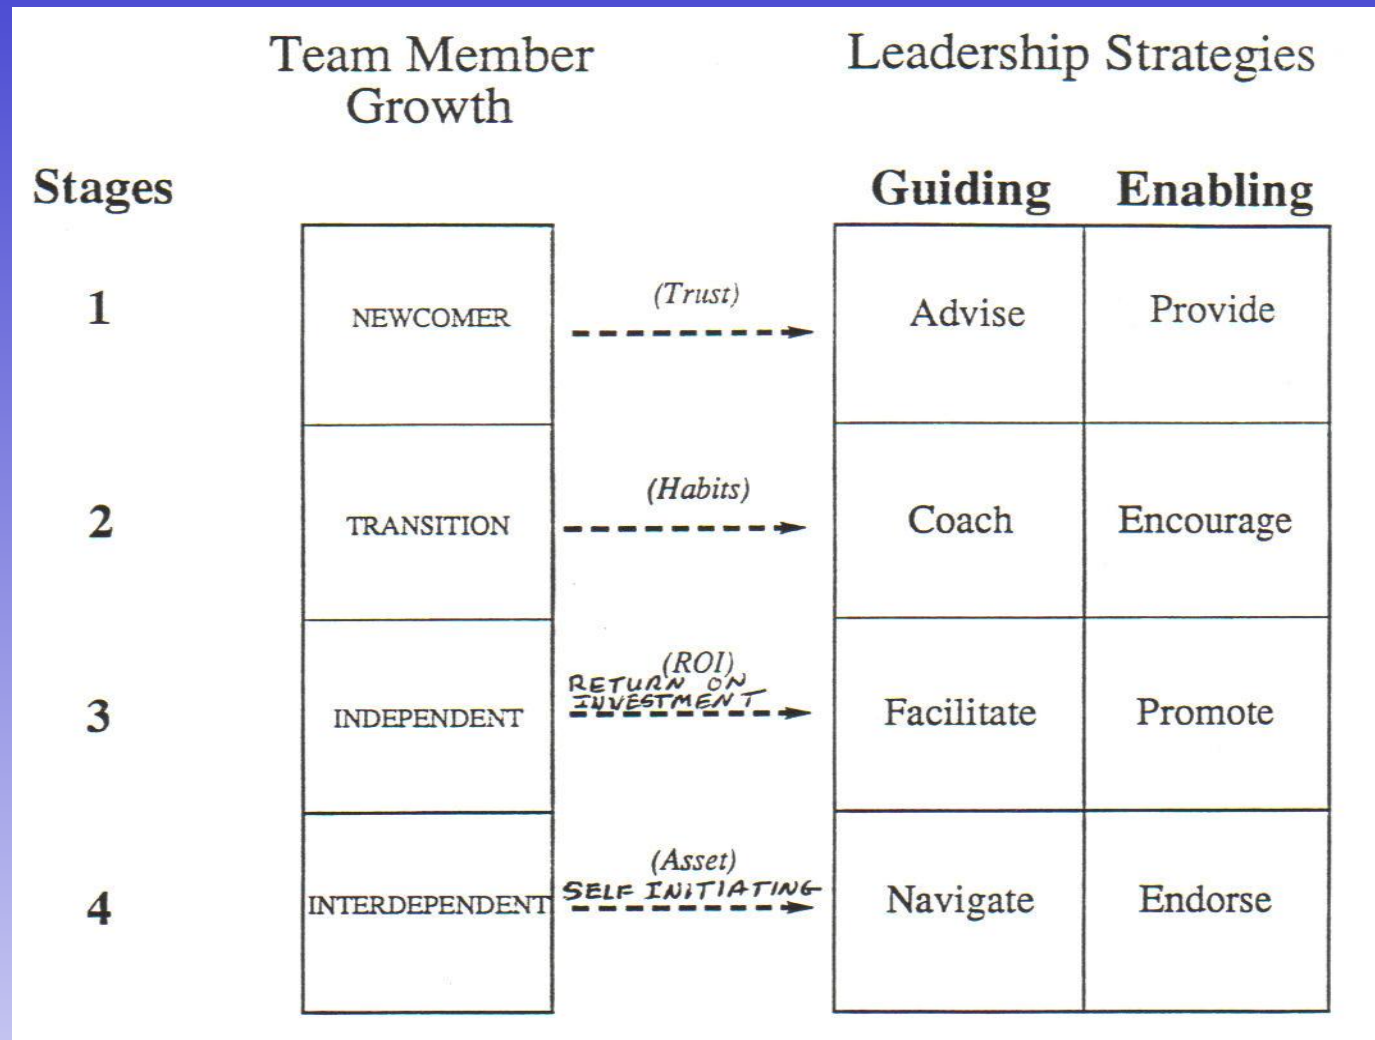 Team Member
Growth
Leadership Strategies
Stages
Guiding Enabling
1 NEWCOMER (Trust) Advise Provide
2 TRANSITION (Habits) Coach Encourage
3 INDEPENDENT (ROI) Facilitate Promote
RETURN ON
INVESTMENT
4 INTERDEPENDENT (Asset) Navigate Endorse
SELF INITIATING